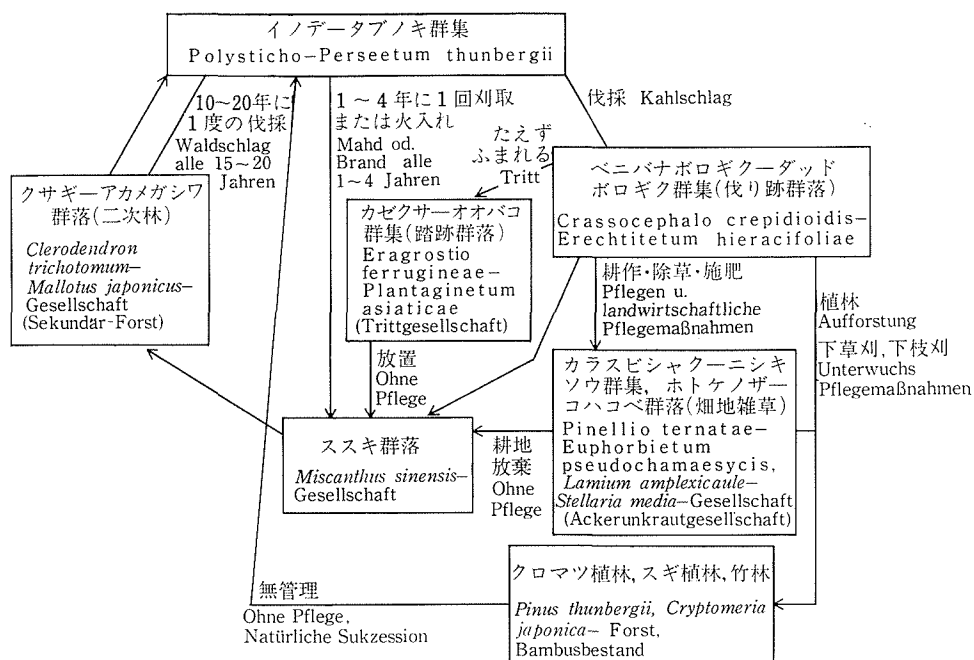 イノデータブノキ群集
Polysticho-Perseetum thunbergii
10~20年に
1度の伐採
Waldschlag
alle 15~20
Jahren
1~4年に1回刈取
または火入れ
Mahd od.
Brand alle
1~4 Jahren
たえず
ふまれる
Tritt
伐採 Kahlschlag
クサギーアカメガシワ
群落(二次林)
Clerodendron
trichotomum-
Mallotus japonicus-
Gesellschaft
(Sekundär-Forst)
カゼクサーオオバコ
群集(踏跡群落)
Eragrostio
ferrugineae-
Plantaginetum
asiaticae
(Trittgesellschaft)
ベニバナボロギクーダンド
ボロギク群集(伐り跡群落)
Crassocephalo crepidioidis-
Erechtitetum hieracifoliae
耕作・除草・施肥
Pflegen u.
landwirtschaftliche
Pflegemaßnahmen
植林
Aufforstung
下草刈,下枝刈
Unterwuchs
Pflegemaßnahmen
放置
Ohne
Pflege
ススキ群落
Miscanthus sinensis-
Gesellschaft
耕地
放棄
Ohne
Pflege
カラスビシャクーニシキ
ソウ群集, ホトケノザー
コハコベ群落(畑地雑草)
Pinellio ternatae-
Euphorbietum
pseudochamaesycis,
Lamium amplexicaule-
Stellaria media-Gesellschaft
(Ackerunkrautgesellschaft)
無管理
Ohne Pflege,
Natürliche Sukzession
クロマツ植林, スギ植林, 竹林
Pinus thunbergii, Cryptomeria
japonica- Forst,
Bambusbestand